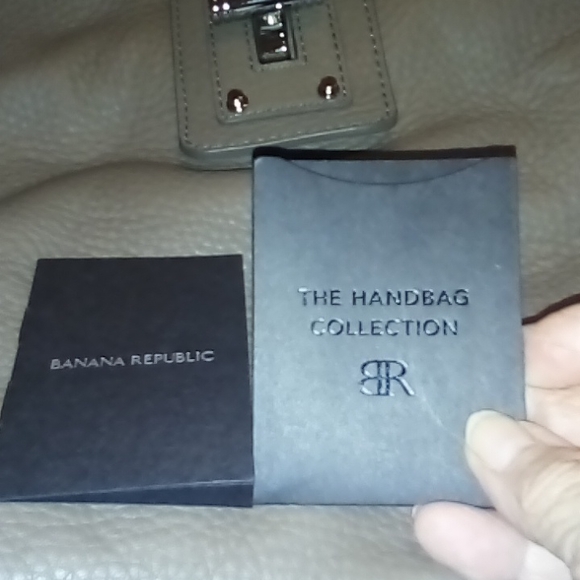 BANANA REPUBLIC
THE HANDBAG
COLLECTION
BR